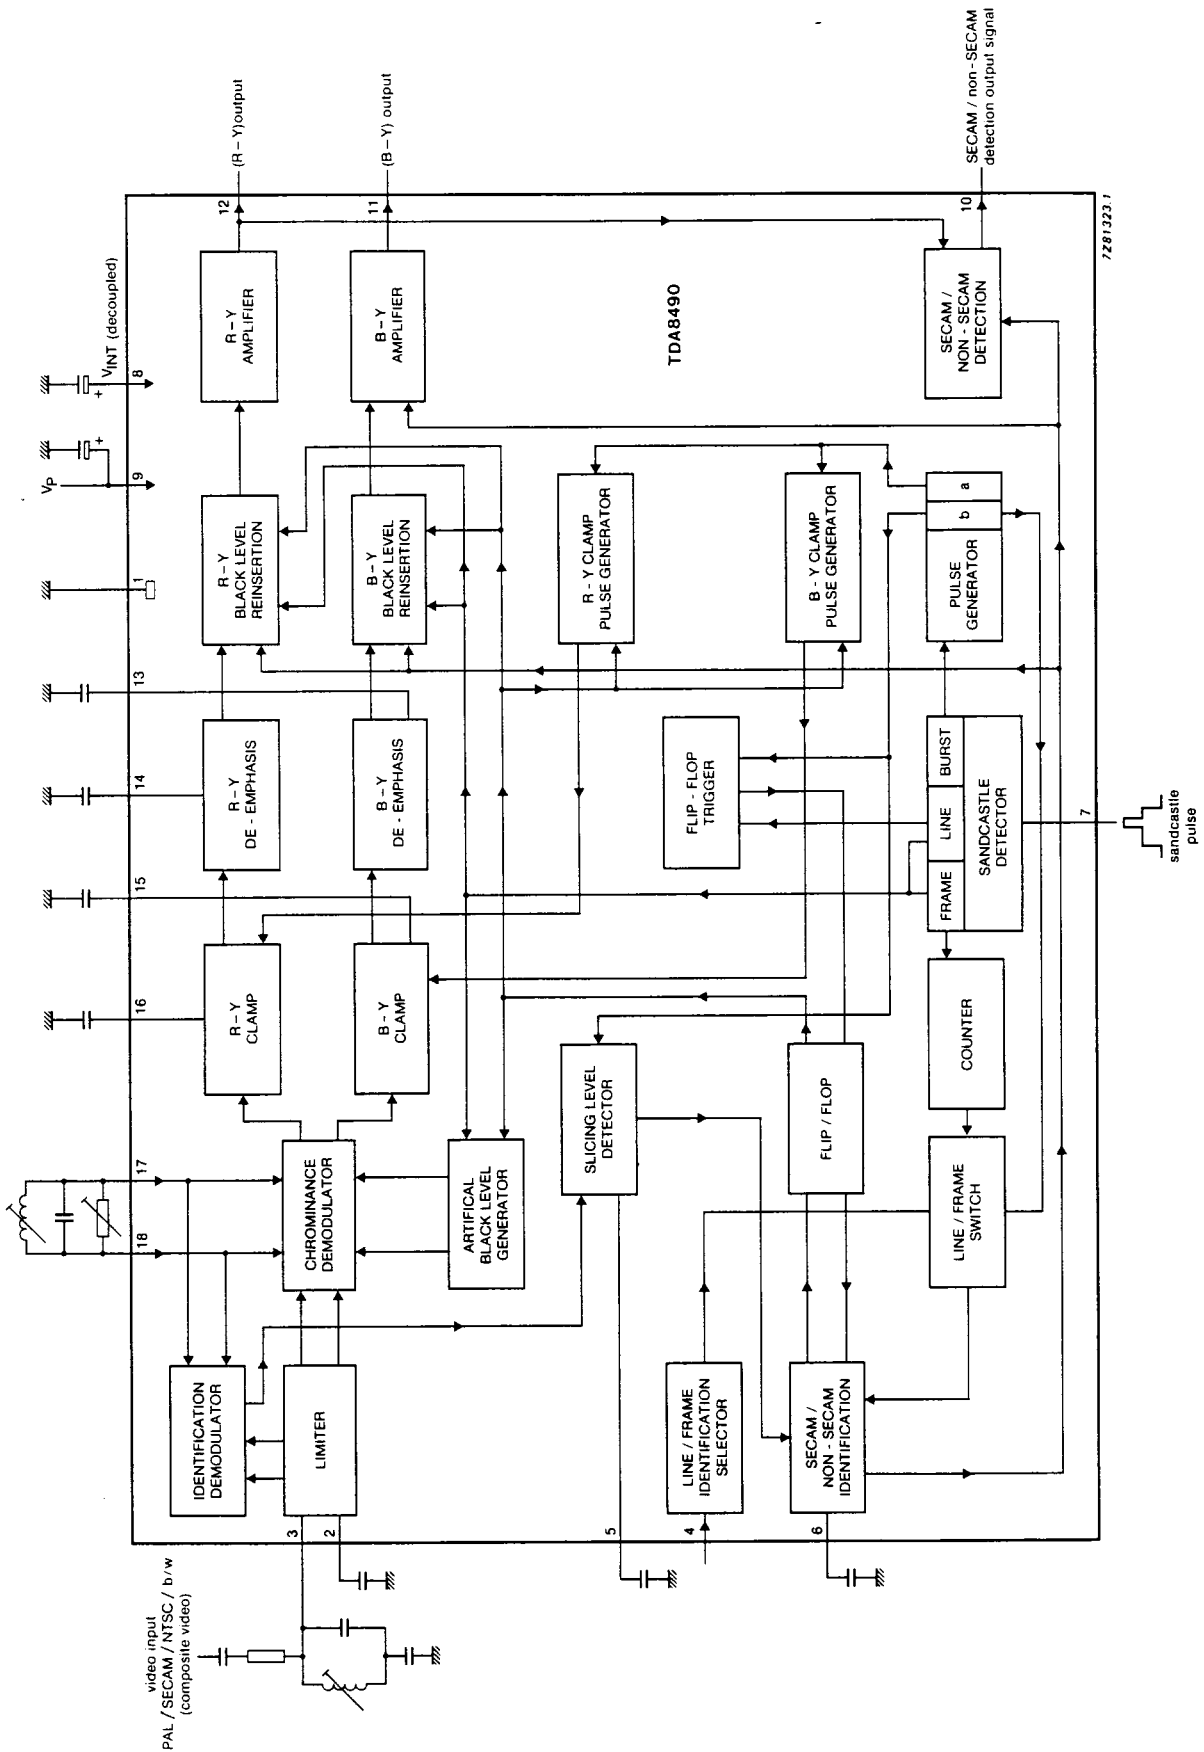 video input
PAL / SECAM / NTSC / b/w
(composite video)
3
2
5
4
6
18
17
16
15
14
13
1
9
VP
+
8
VINT (decoupled)
+
12
(R – Y) output
11
(B – Y) output
10
SECAM / non - SECAM
detection output signal
7
sandcastle
pulse
IDENTIFICATION
DEMODULATOR
LIMITER
CHROMINANCE
DEMODULATOR
ARTIFICAL
BLACK LEVEL
GENERATOR
R – Y
CLAMP
B – Y
CLAMP
R – Y
DE - EMPHASIS
B – Y
DE - EMPHASIS
R – Y
BLACK LEVEL
REINSERTION
B – Y
BLACK LEVEL
REINSERTION
R – Y
AMPLIFIER
B – Y
AMPLIFIER
SLICING LEVEL
DETECTOR
R - Y CLAMP
PULSE GENERATOR
TDA8490
LINE / FRAME
IDENTIFICATION
SELECTOR
FLIP - FLOP
TRIGGER
SECAM /
NON - SECAM
IDENTIFICATION
FLIP / FLOP
B - Y CLAMP
PULSE GENERATOR
LINE / FRAME
SWITCH
COUNTER
FRAME
LINE
BURST
SANDCASTLE
DETECTOR
PULSE
GENERATOR
b
a
SECAM /
NON - SECAM
DETECTION
7Z81323.1